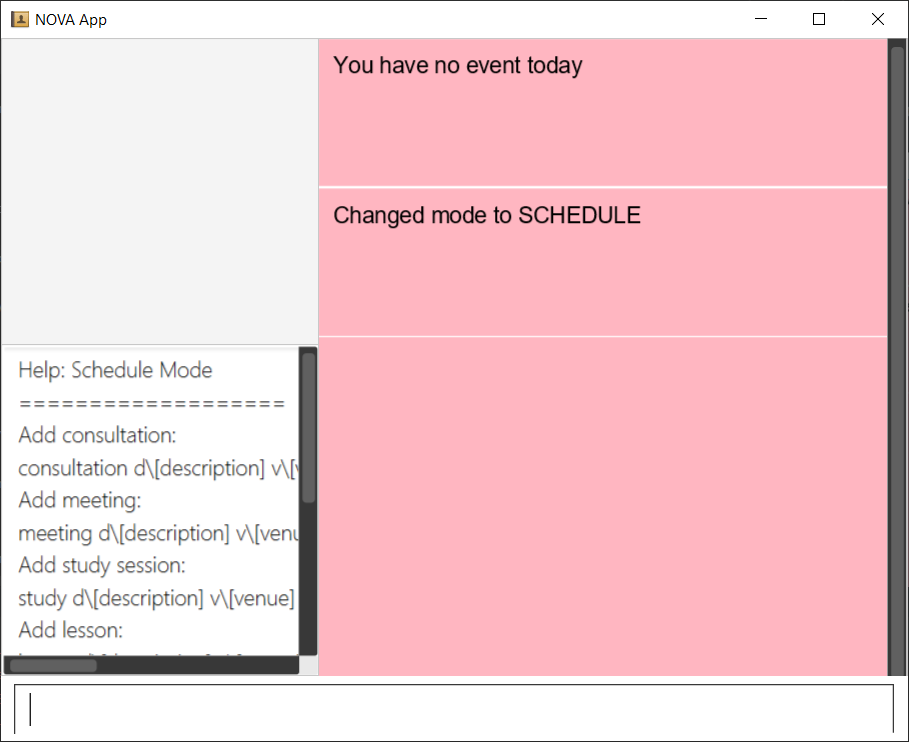 NOVA App
You have no event today
Changed mode to SCHEDULE
Help: Schedule Mode
===================
Add consultation:
consultation d\[description] v\[
Add meeting:
meeting d\[description] v\[venu
Add study session:
study d\[description] v\[venue]
Add lesson: